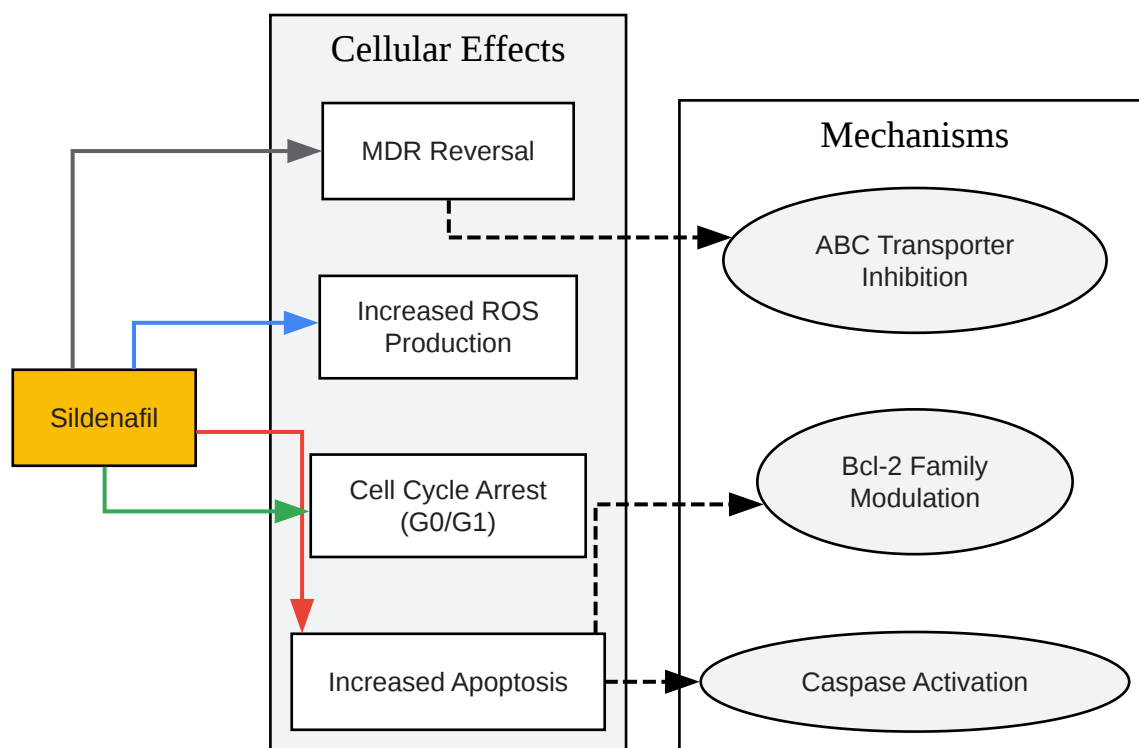 Cellular Effects
MDR Reversal
Mechanisms
ABC Transporter
Inhibition
Increased ROS
Production
Sildenafil
Cell Cycle Arrest
(G0/G1)
Bcl-2 Family
Modulation
Increased Apoptosis
Caspase Activation